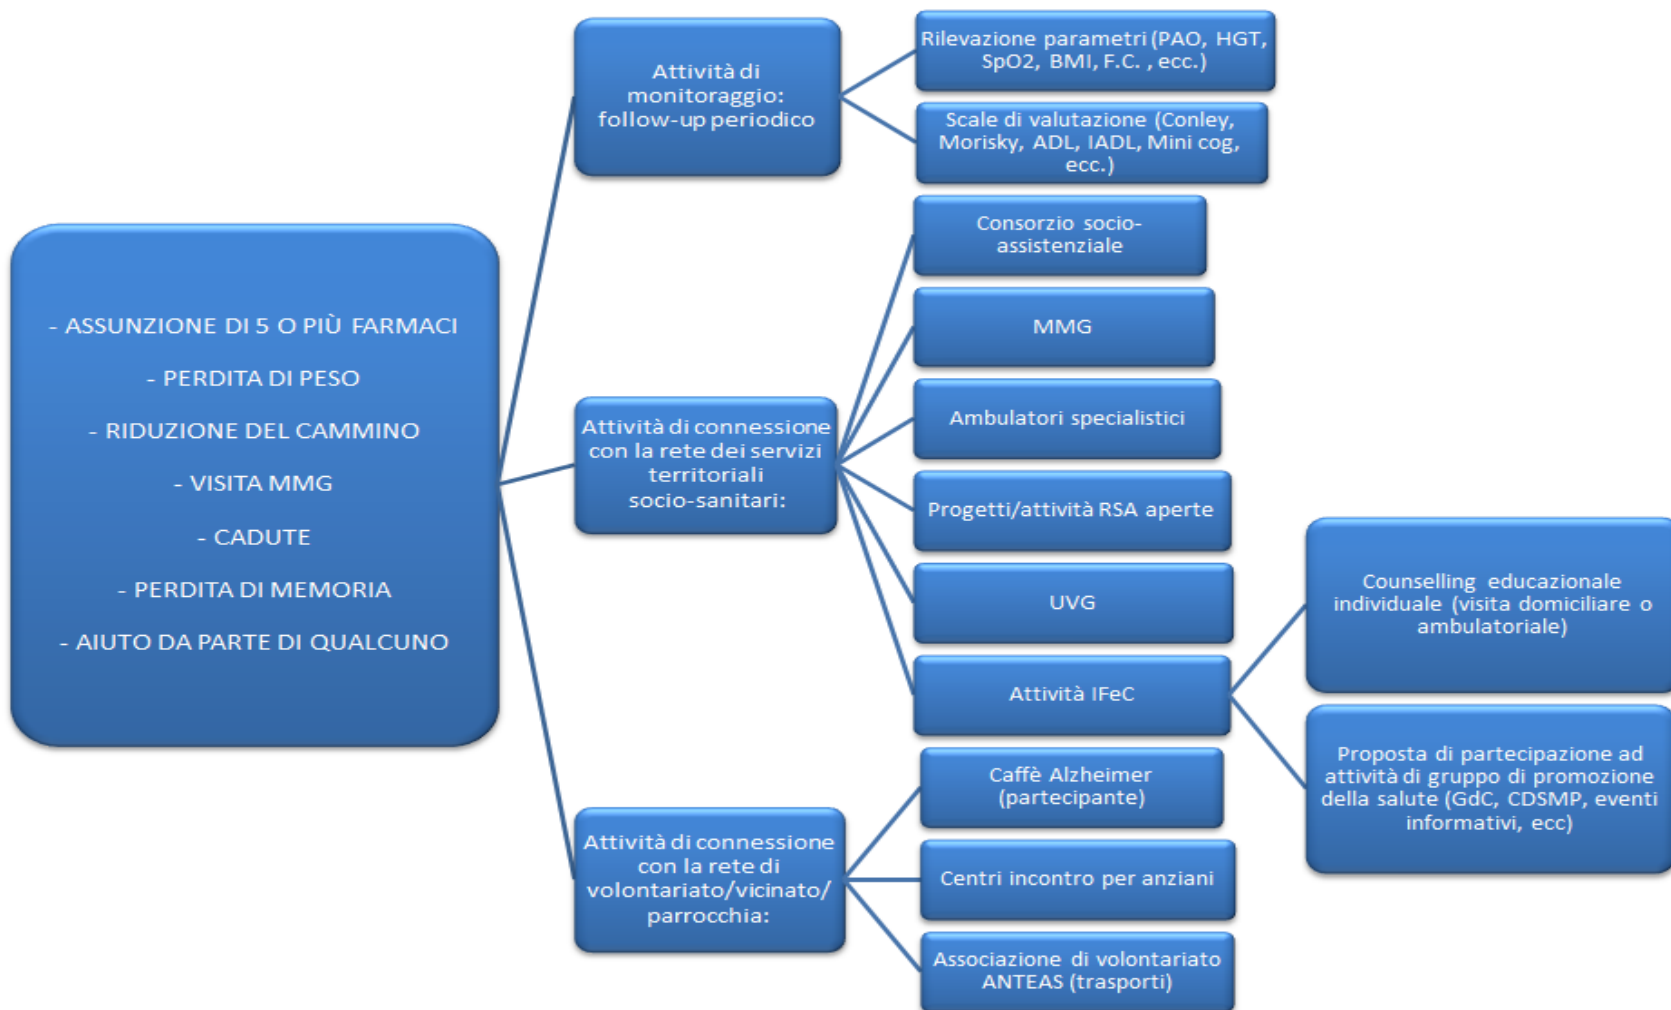 - ASSUNZIONE DI 5 O PIÙ FARMACI
- PERDITA DI PESO
- RIDUZIONE DEL CAMMINO
- VISITA MMG
- CADUTE
- PERDITA DI MEMORIA
- AIUTO DA PARTE DI QUALCUNO
Attività di
monitoraggio:
follow-up periodico
Rilevazione parametri (PAO, HGT,
SpO2, BMI, F.C. , ecc.)
Scale di valutazione (Conley,
Morisky, ADL, IADL, Mini cog,
ecc.)
Attività di connessione
con la rete dei servizi
territoriali
socio-sanitari:
Consorzio socio-
assistenziale
MMG
Ambulatori specialistici
Progetti/attività RSA aperte
UVG
Attività IFeC
Counselling educazionale
individuale (visita domiciliare o
ambulatoriale)
Proposta di partecipazione ad
attività di gruppo di promozione
della salute (GdC, CDSMP, eventi
informativi, ecc)
Attività di connessione
con la rete di
volontariato/vicinato/
parrocchia:
Caffè Alzheimer
(partecipante)
Centri incontro per anziani
Associazione di volontariato
ANTEAS (trasporti)